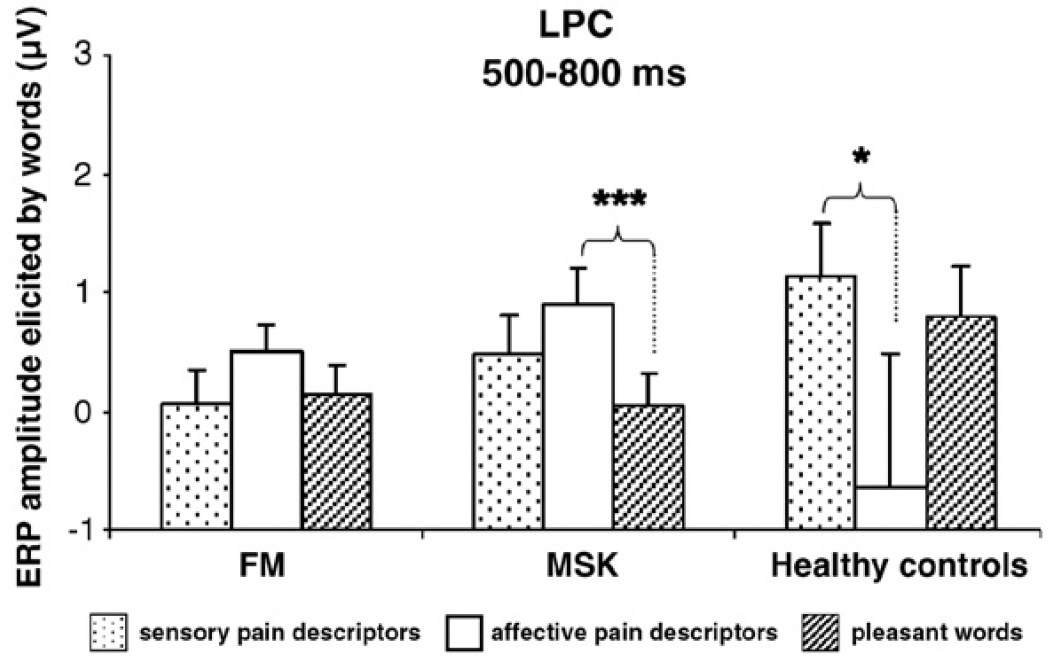 LPC
500-800 ms
ERP amplitude elicited by words (µV)
3
2
1
0
-1
***
*
FM MSK Healthy controls
sensory pain descriptors affective pain descriptors pleasant words